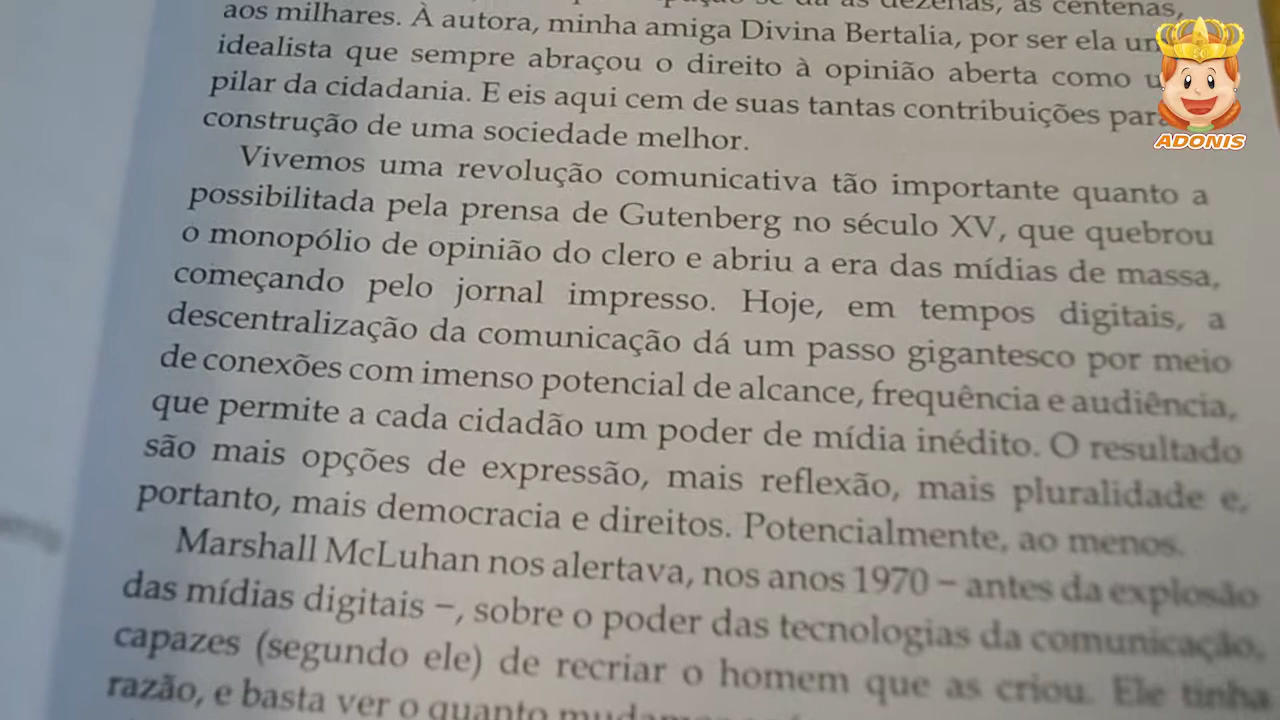 se dá às dezenas, às centenas,
aos milhares. À autora, minha amiga Divina Bertalia, por ser ela
idealista que sempre abraçou o direito à opinião aberta como
pilar da cidadania. E eis aqui cem de suas tantas contribuições
construção de uma sociedade melhor.
Vivemos uma revolução comunicativa tão importante quanto a
possibilitada pela prensa de Gutenberg no século XV, que quebrou
o monopólio de opinião do clero e abriu a era das mídias de massa,
começando pelo jornal impresso. Hoje, em tempos digitais, a
descentralização da comunicação dá um passo gigantesco por meio
de conexões com imenso potencial de alcance, frequência e audiência,
que permite a cada cidadão um poder de mídia inédito. O resultado
são mais opções de expressão, mais reflexão, mais pluralidade e,
portanto, mais democracia e direitos. Potencialmente, ao menos.
Marshall McLuhan nos alertava, nos anos 1970 – antes da explosão
das mídias digitais –, sobre o poder das tecnologias da comunicação,
capazes (segundo ele) de recriar o homem que as criou. Ele tinha
razão, e basta ver o quanto
ADONIS